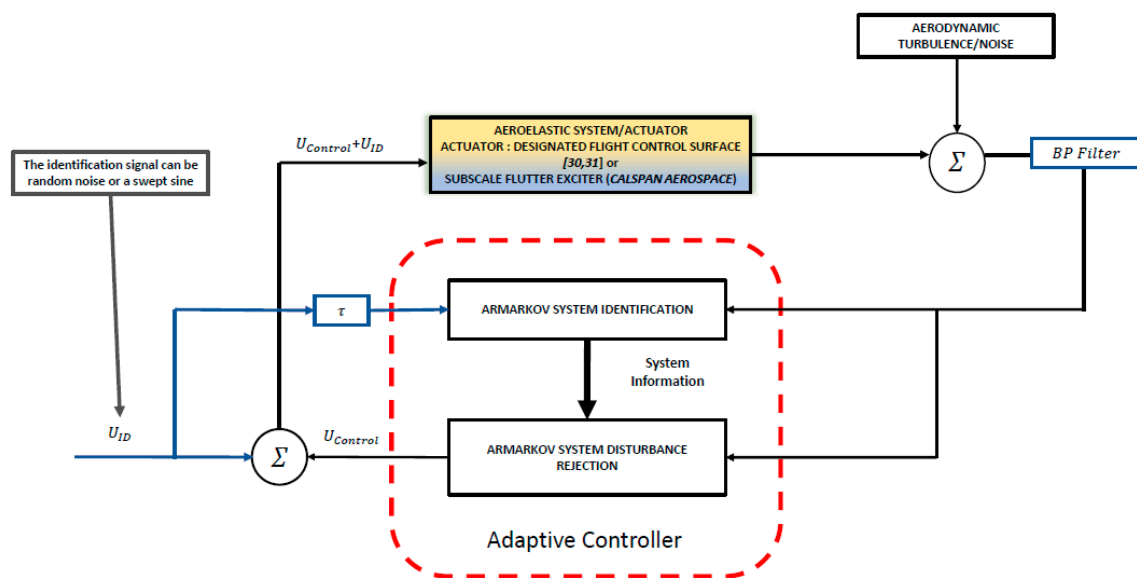 AERODYNAMIC
TURBULENCE/NOISE
U_Control+U_ID
AEROELASTIC SYSTEM/ACTUATOR
ACTUATOR : DESIGNATED FLIGHT CONTROL SURFACE
[30,31] or
SUBSCALE FLUTTER EXCITER (CALSPAN AEROSPACE)
Σ
BP Filter
The identification signal can be
random noise or a swept sine
τ
ARMARKOV SYSTEM IDENTIFICATION
System
Information
U_ID
Σ
U_Control
ARMARKOV SYSTEM DISTURBANCE
REJECTION
Adaptive Controller